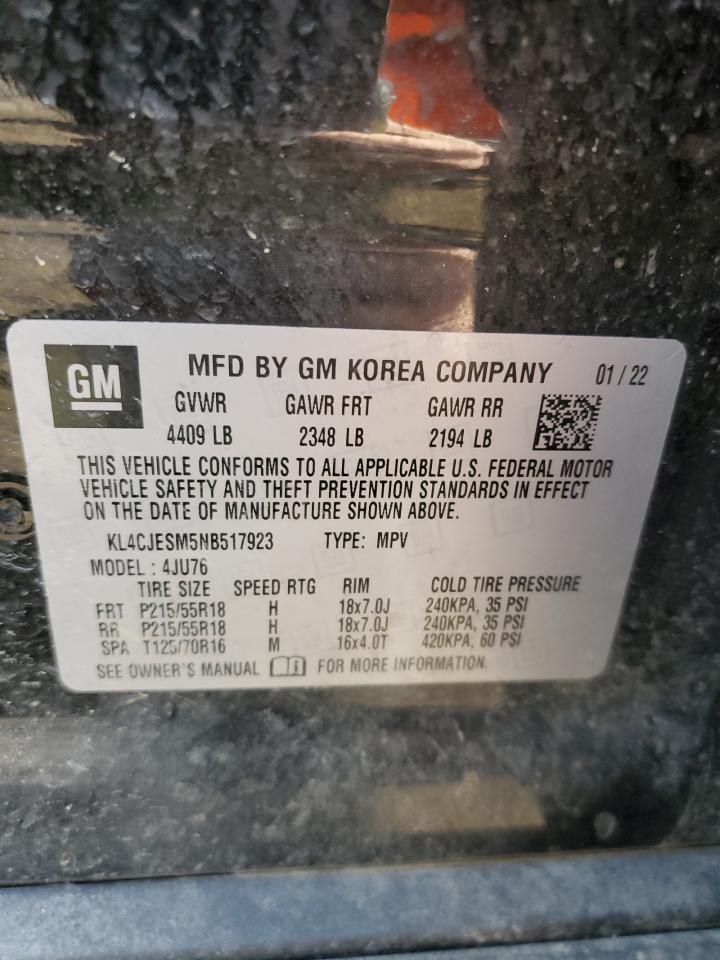 GM MFD BY GM KOREA COMPANY 01/22
GVWR GAWR FRT GAWR RR
4409 LB 2348 LB 2194 LB
THIS VEHICLE CONFORMS TO ALL APPLICABLE U.S. FEDERAL MOTOR
VEHICLE SAFETY AND THEFT PREVENTION STANDARDS IN EFFECT
ON THE DATE OF MANUFACTURE SHOWN ABOVE.
KL4CJESM5NB517923 TYPE: MPV
MODEL : 4JU76
TIRE SIZE SPEED RTG RIM COLD TIRE PRESSURE
FRT P215/55R18 H 18x7.0J 240KPA, 35 PSI
RR P215/55R18 H 18x7.0J 240KPA, 35 PSI
SPA T125/70R16 M 16x4.0T 420KPA, 60 PSI
SEE OWNER'S MANUAL i FOR MORE INFORMATION.